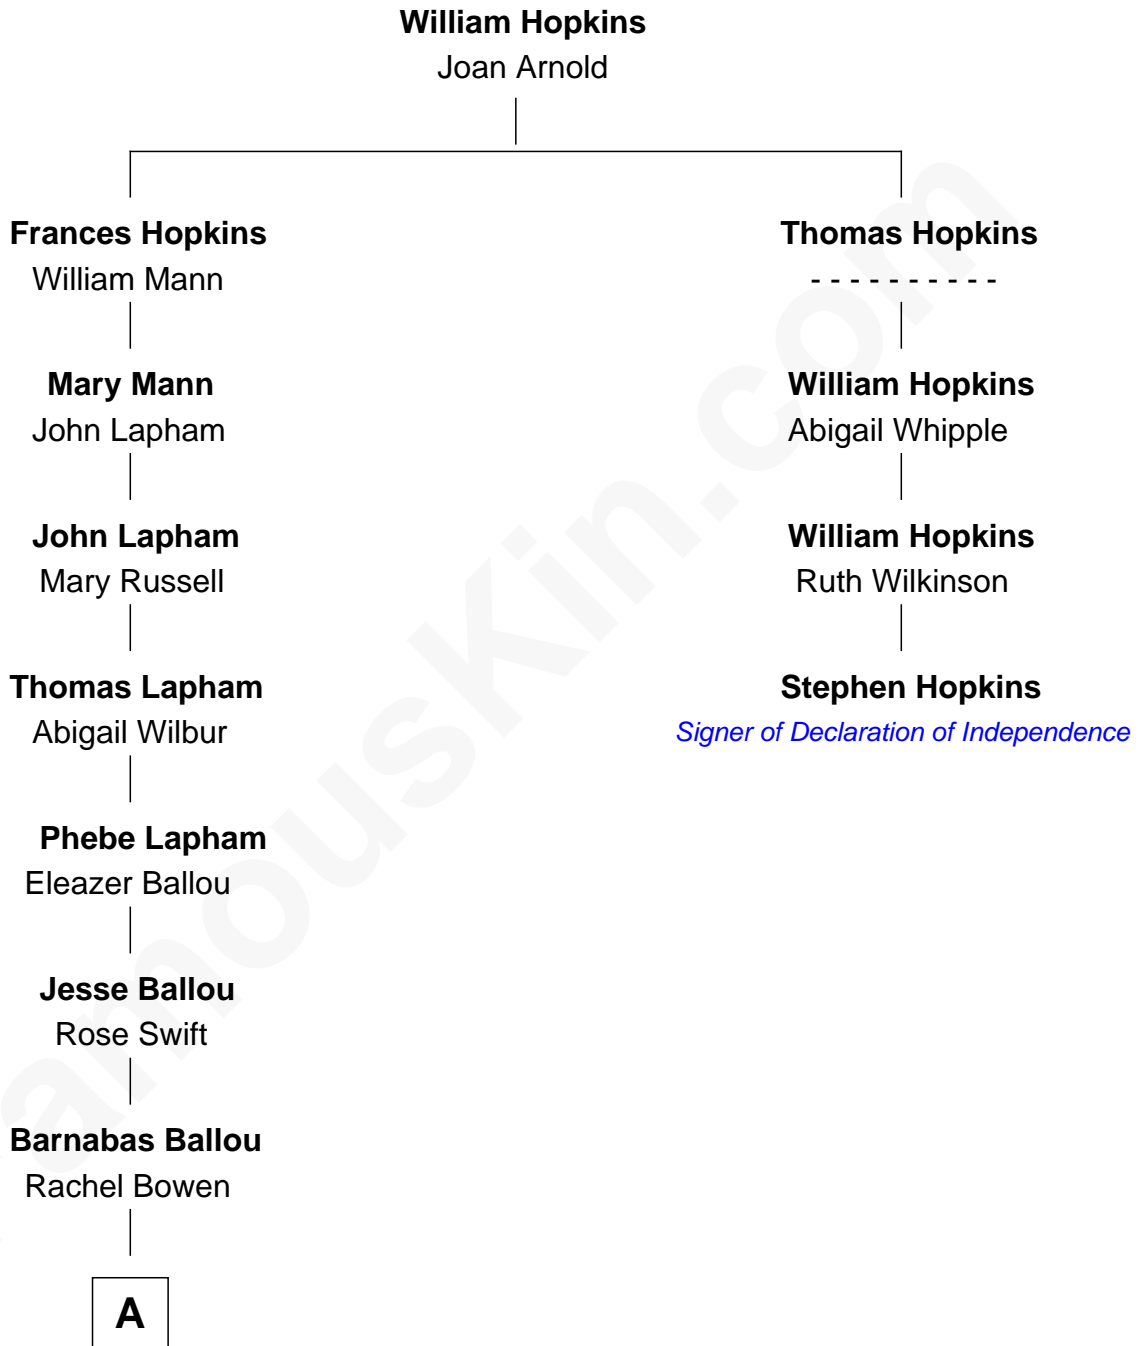 William Hopkins
Joan Arnold
Frances Hopkins
William Mann
Thomas Hopkins
- - - - - - - - - -
Mary Mann
John Lapham
William Hopkins
Abigail Whipple
John Lapham
Mary Russell
William Hopkins
Ruth Wilkinson
Thomas Lapham
Abigail Wilbur
Stephen Hopkins
Signer of Declaration of Independence
Phebe Lapham
Eleazer Ballou
Jesse Ballou
Rose Swift
Barnabas Ballou
Rachel Bowen
A
amouskin.com